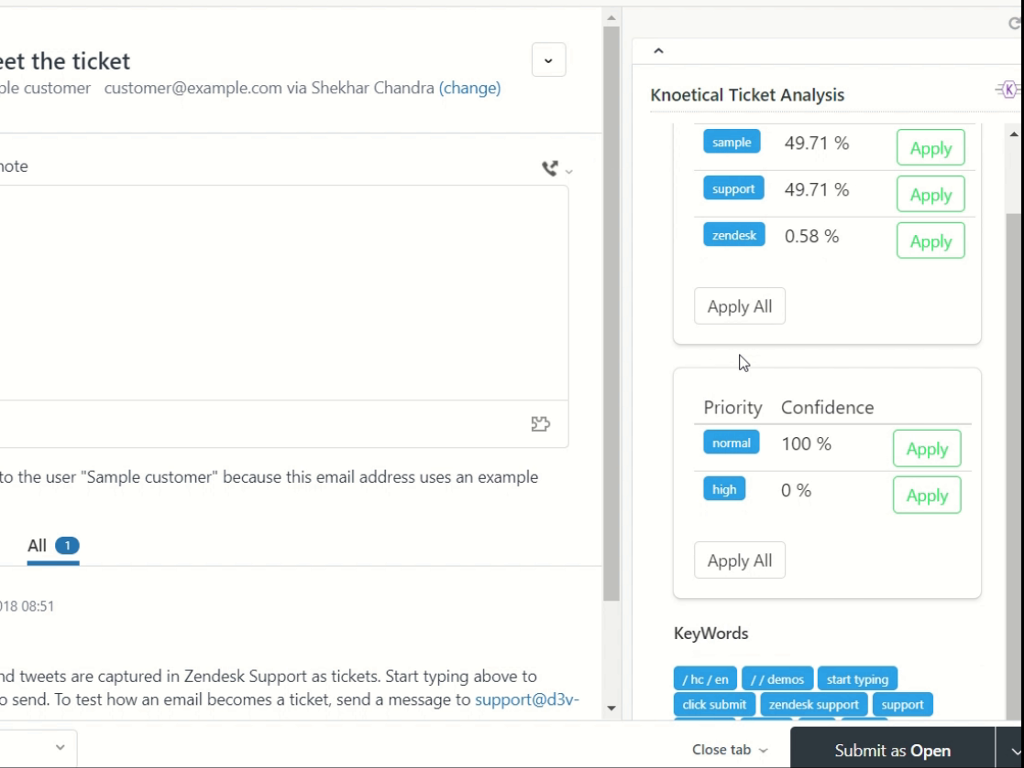 eet the ticket
ple customer customer@example.com via Shekhar Chandra (change)
note
to the user "Sample customer" because this email address uses an example
All 1
018 08:51
nd tweets are captured in Zendesk Support as tickets. Start typing above to
o send. To test how an email becomes a ticket, send a message to support@d3v-
Knoetical Ticket Analysis
K
sample 49.71 % Apply
support 49.71 % Apply
zendesk 0.58 % Apply
Apply All
Priority Confidence
normal 100 % Apply
high 0 % Apply
Apply All
KeyWords
/ hc / en / / demos start typing
click submit zendesk support support
Close tab Submit as Open